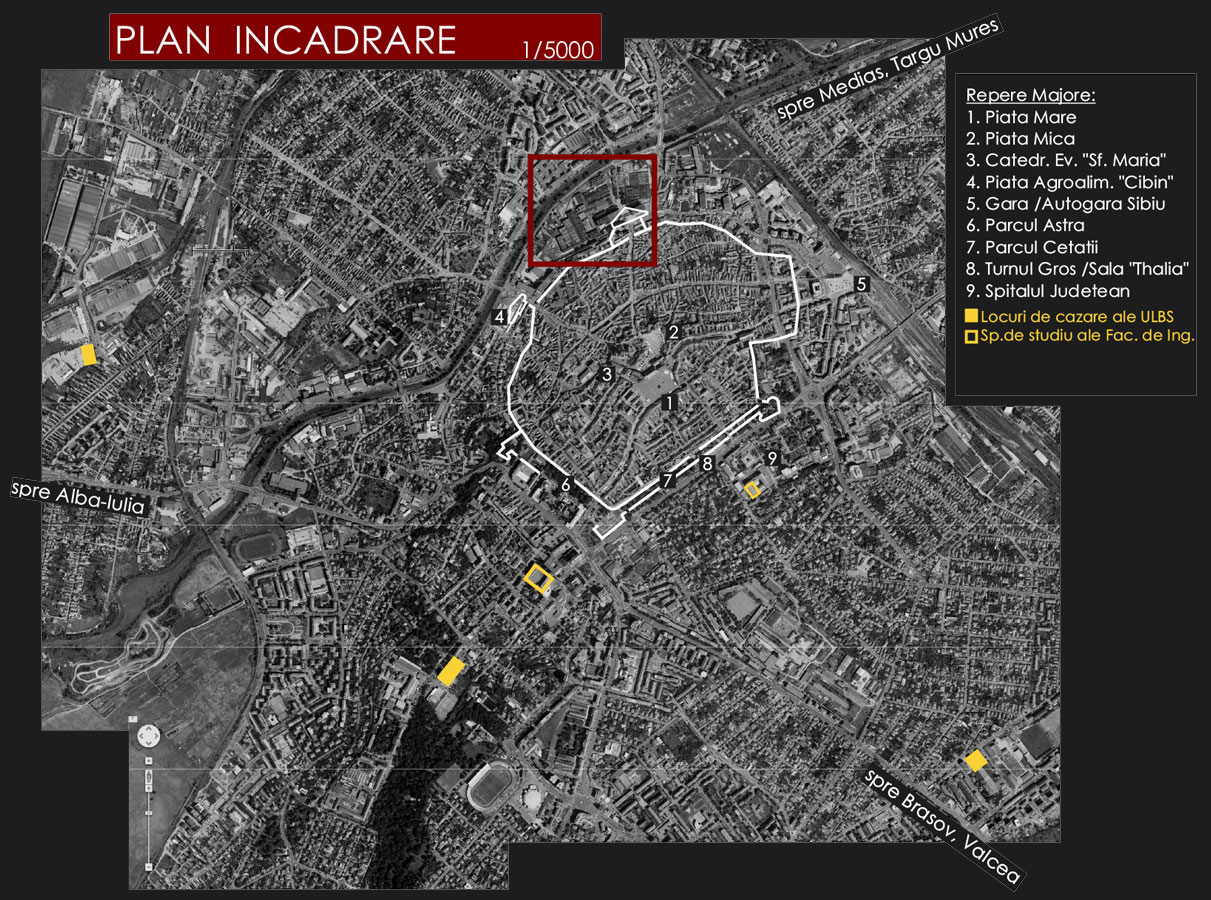 PLAN INCADRARE 1/5000
spre Medias, Targu Mures
Repere Majore:
1. Piata Mare
2. Piata Mica
3. Catedr. Ev. "Sf. Maria"
4. Piata Agroalim. "Cibin"
5. Gara /Autogara Sibiu
6. Parcul Astra
7. Parcul Cetatii
8. Turnul Gros /Sala "Thalia"
9. Spitalul Judetean
Locuri de cazare ale ULBS
Sp.de studiu ale Fac. de Ing.
5
4
2
3
1
9
8
7
6
spre Alba-Iulia
spre Brasov, Valcea